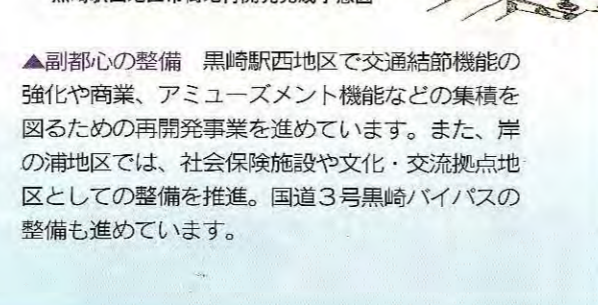 ▲副都心の整備　黒崎駅西地区で交通結節機能の
強化や商業、アミューズメント機能などの集積を
図るための再開発事業を進めています。また、岸
の浦地区では、社会保険施設や文化・交流拠点地
区としての整備を推進。国道3号黒崎バイパスの
整備も進めています。